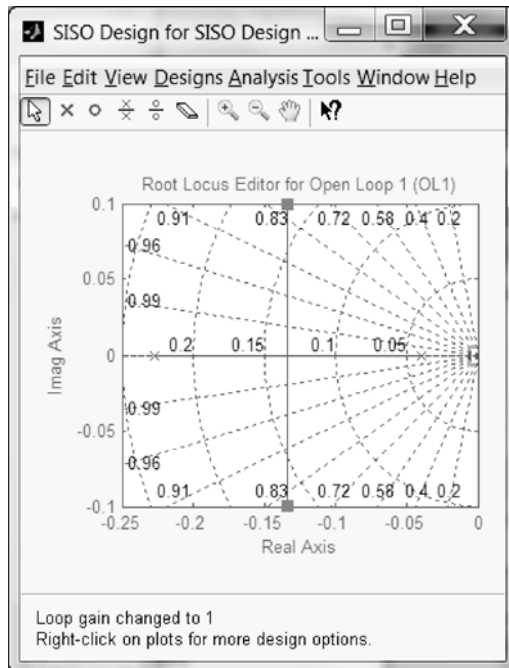 SISO Design for SISO Design ...
File Edit View Designs Analysis Tools Window Help
Root Locus Editor for Open Loop 1 (OL1)
0.1
0.91 0.83 0.72 0.58 0.4 0.2
0.96
0.05
0.99
0.2 0.15 0.1 0.05
0
Imag Axis
0.99
-0.05
0.96
0.91 0.83 0.72 0.58 0.4 0.2
-0.1
-0.25 -0.2 -0.15 -0.1 -0.05 0
Real Axis
Loop gain changed to 1
Right-click on plots for more design options.